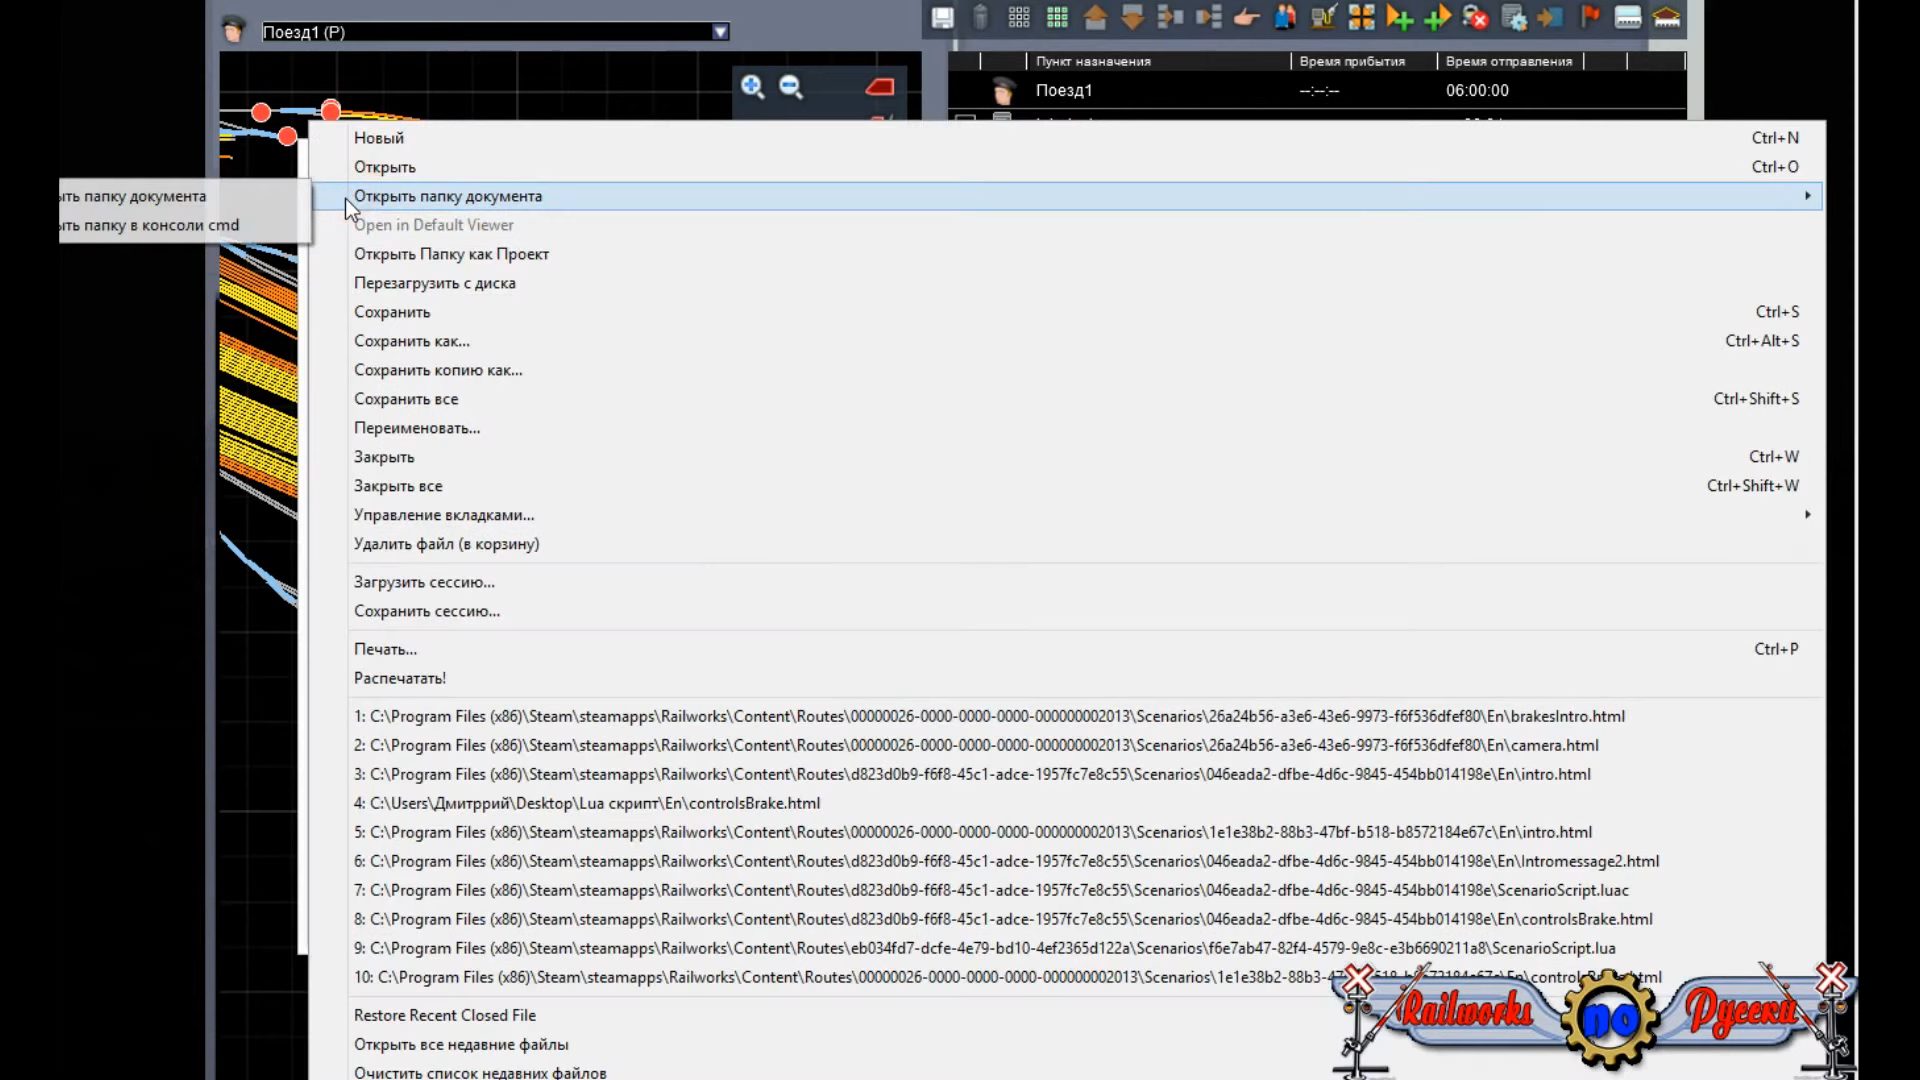 Поезд1 (P)
Пункт назначения
Время прибытия
Время отправления
Поезд1
--:--:--
06:00:00
Новый Ctrl+N
Открыть Ctrl+O
Открыть папку документа
ыть папку документа
ыть папку в консоли cmd
Open in Default Viewer
Открыть Папку как Проект
Перезагрузить с диска
Сохранить Ctrl+S
Сохранить как... Ctrl+Alt+S
Сохранить копию как...
Сохранить все Ctrl+Shift+S
Переименовать...
Закрыть Ctrl+W
Закрыть все Ctrl+Shift+W
Управление вкладками...
Удалить файл (в корзину)
Загрузить сессию...
Сохранить сессию...
Печать... Ctrl+P
Распечатать!
1: C:\Program Files (x86)\Steam\steamapps\Railworks\Content\Routes\00000026-0000-0000-0000-000000002013\Scenarios\26a24b56-a3e6-43e6-9973-f6f536dfef80\En\brakesIntro.html
2: C:\Program Files (x86)\Steam\steamapps\Railworks\Content\Routes\00000026-0000-0000-0000-000000002013\Scenarios\26a24b56-a3e6-43e6-9973-f6f536dfef80\En\camera.html
3: C:\Program Files (x86)\Steam\steamapps\Railworks\Content\Routes\d823d0b9-f6f8-45c1-adce-1957fc7e8c55\Scenarios\046eada2-dfbe-4d6c-9845-454bb014198e\En\intro.html
4: C:\Users\Дмитррий\Desktop\Lua скрипт\En\controlsBrake.html
5: C:\Program Files (x86)\Steam\steamapps\Railworks\Content\Routes\00000026-0000-0000-0000-000000002013\Scenarios\1e1e38b2-88b3-47bf-b518-b8572184e67c\En\intro.html
6: C:\Program Files (x86)\Steam\steamapps\Railworks\Content\Routes\d823d0b9-f6f8-45c1-adce-1957fc7e8c55\Scenarios\046eada2-dfbe-4d6c-9845-454bb014198e\En\Intromessage2.html
7: C:\Program Files (x86)\Steam\steamapps\Railworks\Content\Routes\d823d0b9-f6f8-45c1-adce-1957fc7e8c55\Scenarios\046eada2-dfbe-4d6c-9845-454bb014198e\ScenarioScript.luac
8: C:\Program Files (x86)\Steam\steamapps\Railworks\Content\Routes\d823d0b9-f6f8-45c1-adce-1957fc7e8c55\Scenarios\046eada2-dfbe-4d6c-9845-454bb014198e\En\controlsBrake.html
9: C:\Program Files (x86)\Steam\steamapps\Railworks\Content\Routes\eb034fd7-dcfe-4e79-bd10-4ef2365d122a\Scenarios\f6e7ab47-82f4-4579-9e8c-e3b6690211a8\ScenarioScript.lua
10: C:\Program Files (x86)\Steam\steamapps\Railworks\Content\Routes\00000026-0000-0000-0000-000000002013\Scenarios\1e1e38b2-88b3-47
Restore Recent Closed File
Открыть все недавние файлы
Очистить список недавних файлов
Railworks по Русски